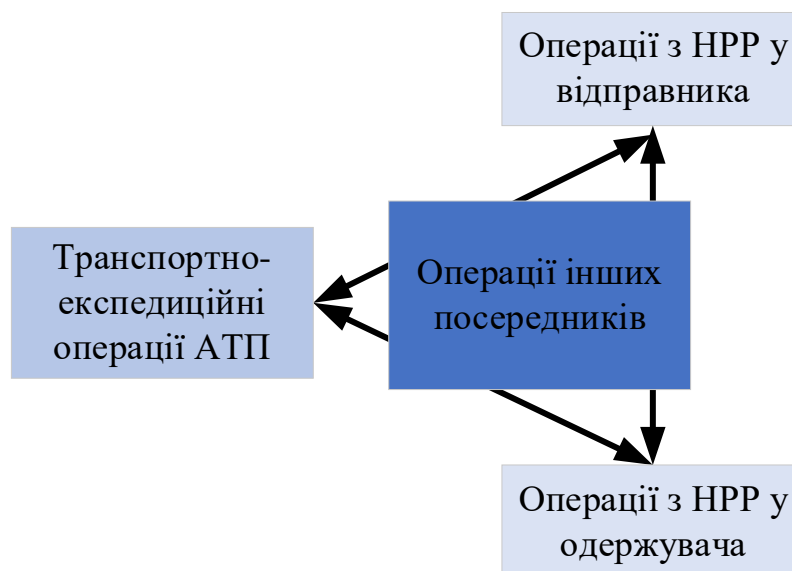 Операції з НРР у
відправника
Транспортно-
експедиційні
операції АТП
Операції інших
посередників
Операції з НРР у
одержувача